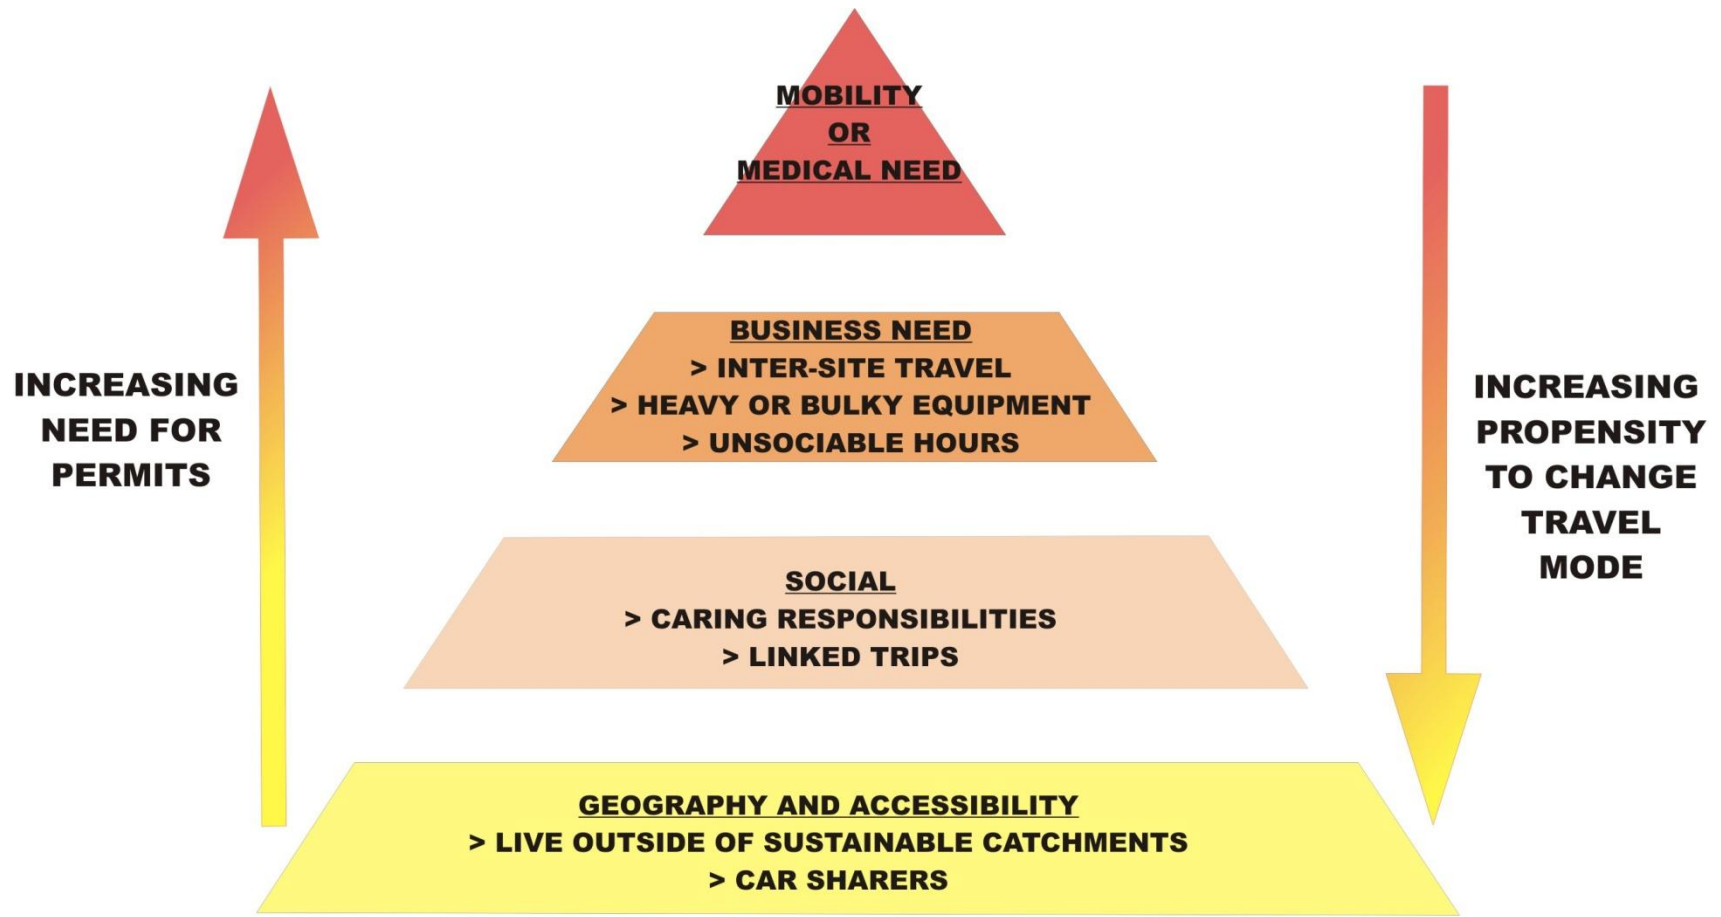 MOBILITY
OR
MEDICAL NEED
BUSINESS NEED
> INTER-SITE TRAVEL
> HEAVY OR BULKY EQUIPMENT
> UNSOCIABLE HOURS
INCREASING
NEED FOR
PERMITS
INCREASING
PROPENSITY
TO CHANGE
TRAVEL
MODE
SOCIAL
> CARING RESPONSIBILITIES
> LINKED TRIPS
GEOGRAPHY AND ACCESSIBILITY
> LIVE OUTSIDE OF SUSTAINABLE CATCHMENTS
> CAR SHARERS